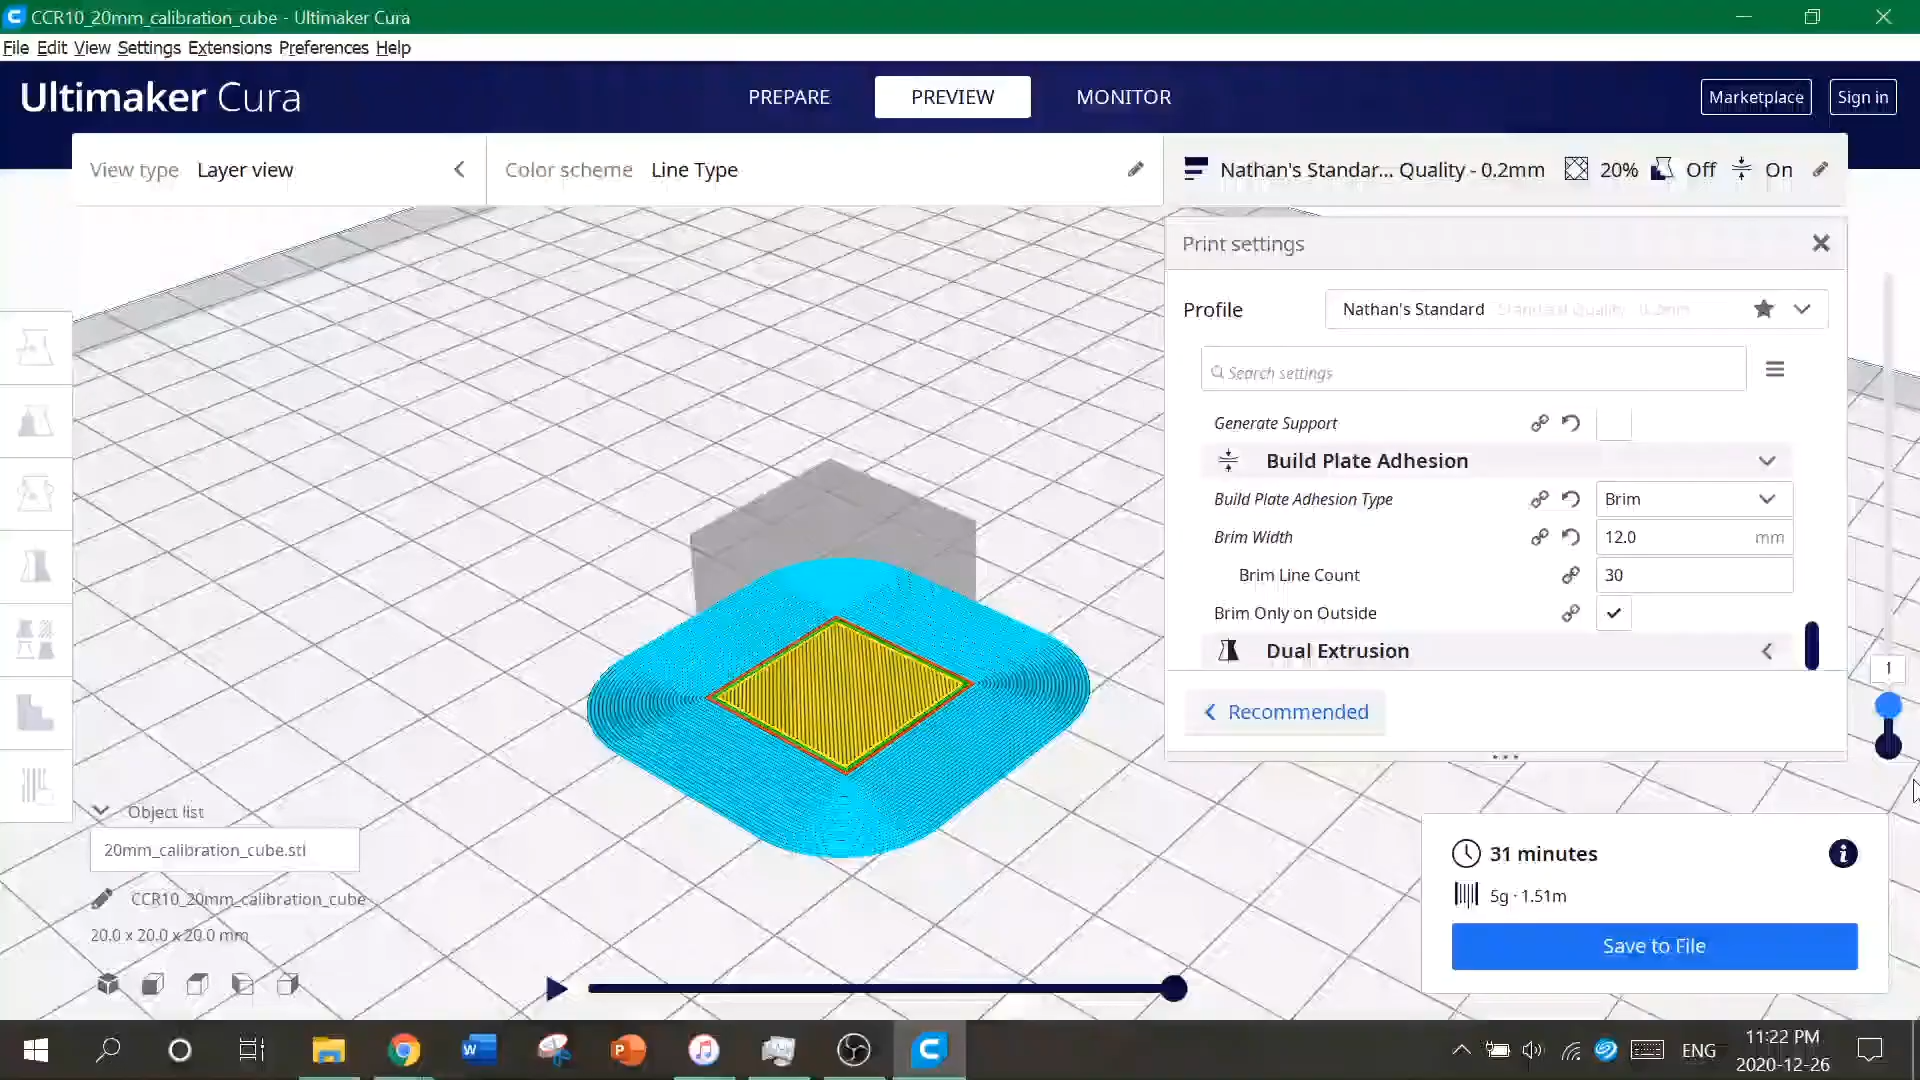 CCR10_20mm_calibration_cube - Ultimaker Cura
File Edit View Settings Extensions Preferences Help
Ultimaker Cura
PREPARE
PREVIEW
MONITOR
Marketplace
Sign in
View type Layer view
Color scheme Line Type
Nathan's Standar... Quality - 0.2mm 20% Off On
Print settings
Profile
Nathan's Standard Standard Quality - 0.2mm
Search settings
Generate Support
Build Plate Adhesion
Build Plate Adhesion Type Brim
Brim Width 12.0 mm
Brim Line Count 30
Brim Only on Outside
Dual Extrusion
1
Recommended
Object list
20mm_calibration_cube.stl
CCR10_20mm_calibration_cube
20.0 x 20.0 x 20.0 mm
31 minutes
5g · 1.51m
Save to File
ENG
11:22 PM
2020-12-26